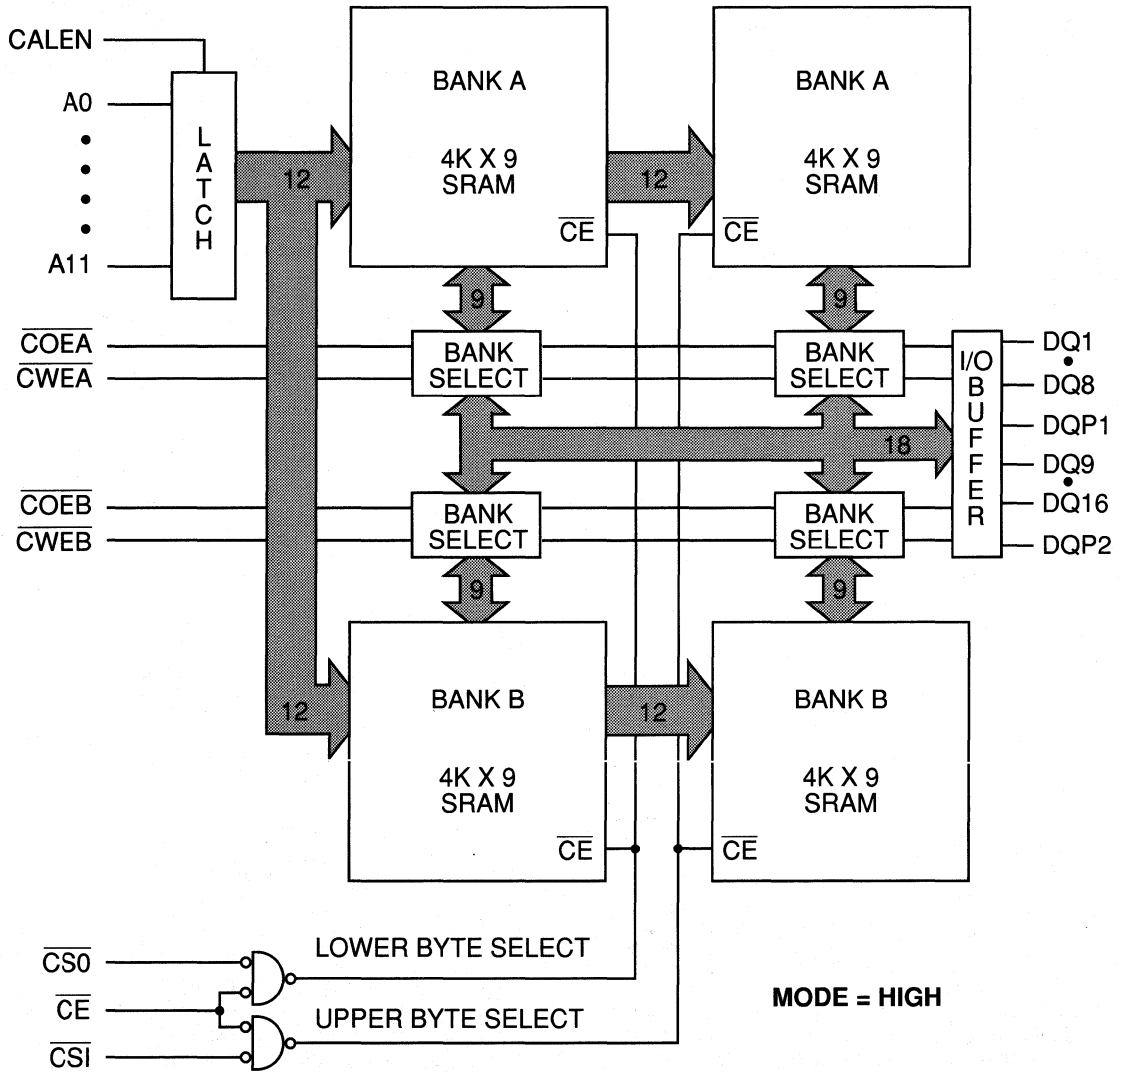 CALEN
A0
A11
LATCH
12
BANK A
4K X 9
SRAM
CE
12
BANK A
4K X 9
SRAM
CE
9
9
COEA
CWEA
BANK
SELECT
BANK
SELECT
I/O
BUFFER
DQ1
DQ8
DQP1
DQ9
DQ16
DQP2
18
COEB
CWEB
BANK
SELECT
BANK
SELECT
9
9
12
BANK B
4K X 9
SRAM
CE
12
BANK B
4K X 9
SRAM
CE
CS0
CE
CSI
LOWER BYTE SELECT
UPPER BYTE SELECT
MODE = HIGH